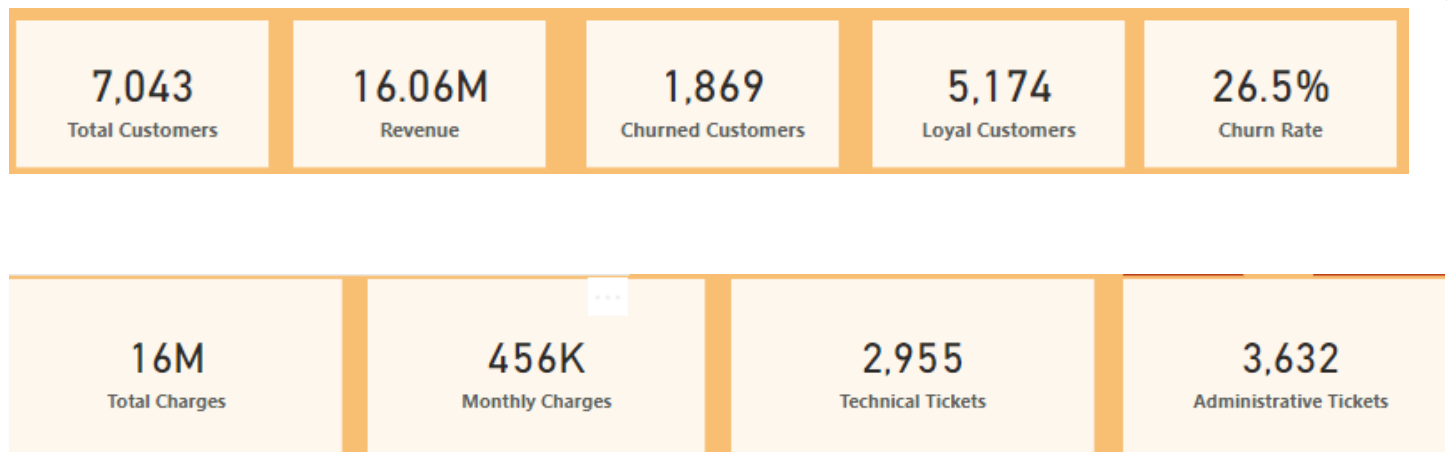 7,043 16.06M 1,869 5,174 26.5%
Total Customers Revenue Churned Customers Loyal Customers Churn Rate
16M 456K 2,955 3,632
Total Charges Monthly Charges Technical Tickets Administrative Tickets